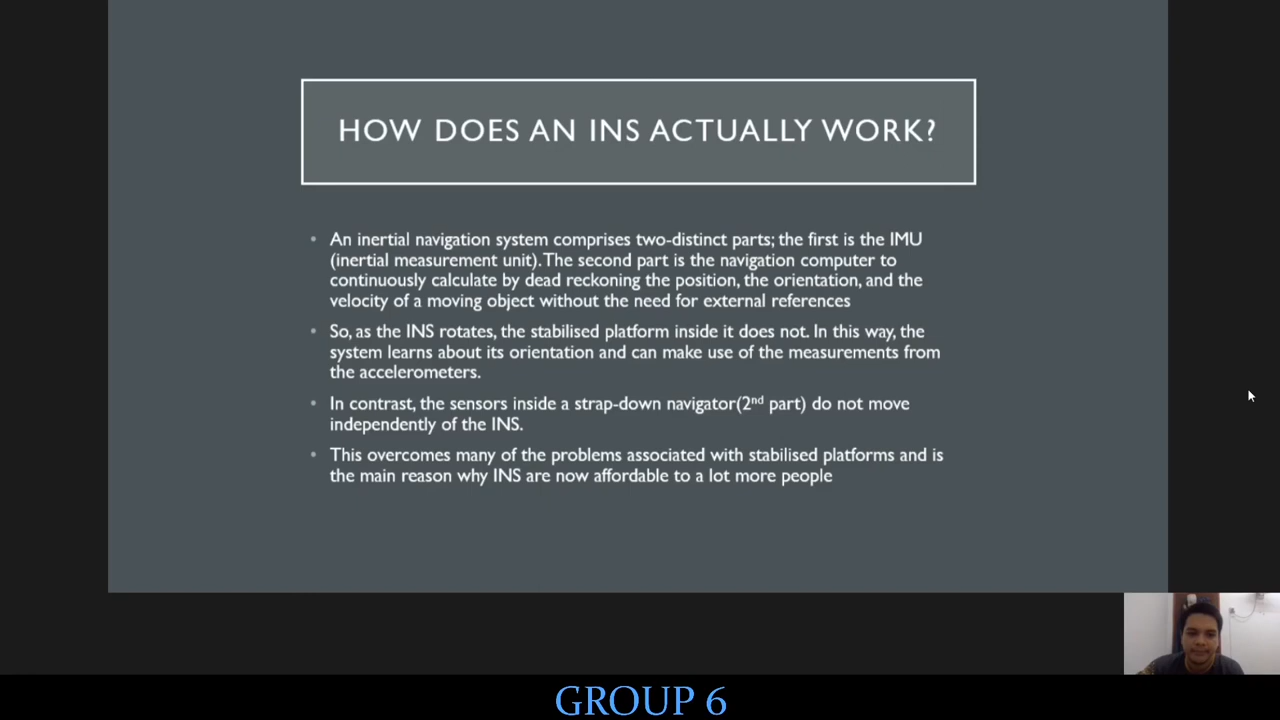 HOW DOES AN INS ACTUALLY WORK?
• An inertial navigation system comprises two-distinct parts; the first is the IMU
(inertial measurement unit). The second part is the navigation computer to
continuously calculate by dead reckoning the position, the orientation, and the
velocity of a moving object without the need for external references
• So, as the INS rotates, the stabilised platform inside it does not. In this way, the
system learns about its orientation and can make use of the measurements from
the accelerometers.
• In contrast, the sensors inside a strap-down navigator(2nd part) do not move
independently of the INS.
• This overcomes many of the problems associated with stabilised platforms and is
the main reason why INS are now affordable to a lot more people
GROUP 6